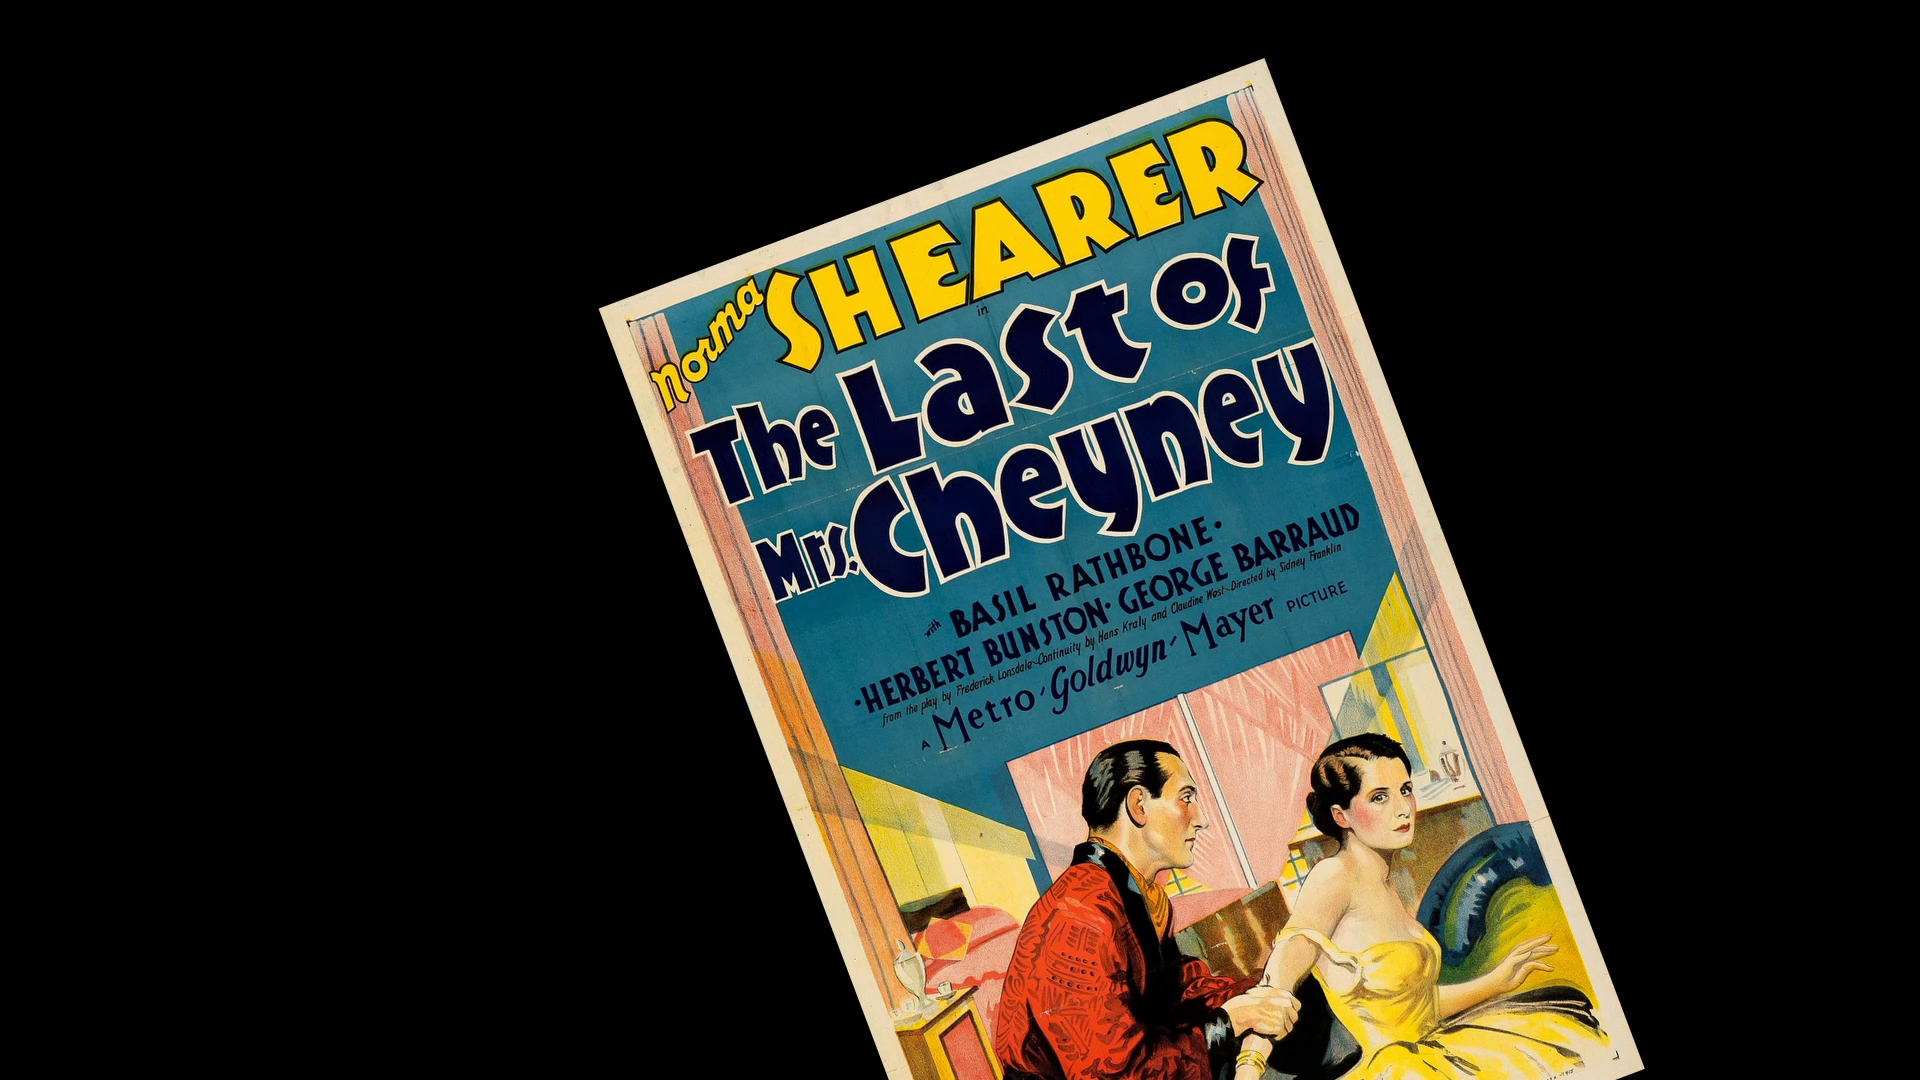 norma SHEARER
in
The Last of
Mrs. Cheyney
with BASIL RATHBONE·
·HERBERT BUNSTON· GEORGE BARRAUD
from the play by Frederick Lonsdale~Continuity by Hans Kraly and Claudine West~Directed by Sidney Franklin
A Metro-Goldwyn-Mayer PICTURE